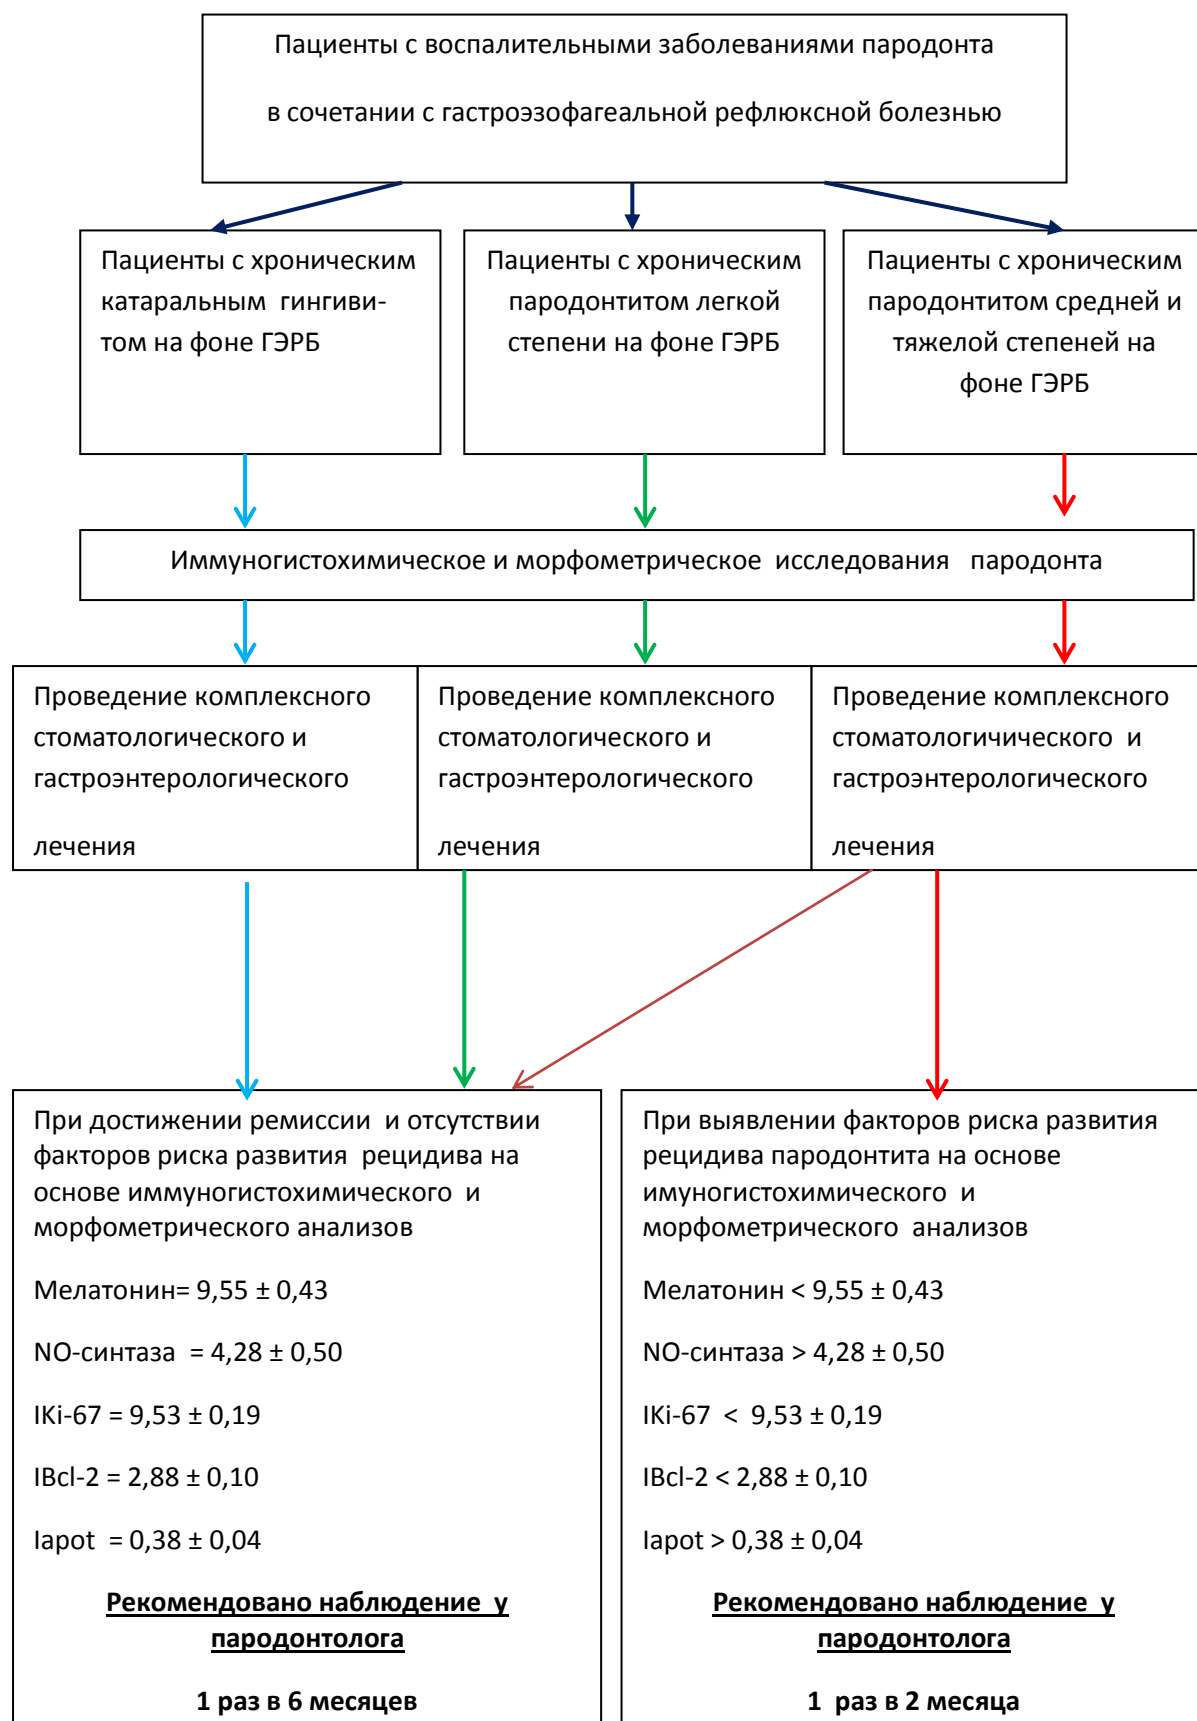 Пациенты с воспалительными заболеваниями пародонта
в сочетании с гастроэзофагеальной рефлюксной болезнью
Пациенты с хроническим
катаральным гингиви-
том на фоне ГЭРБ
Пациенты с хроническим
пародонтитом легкой
степени на фоне ГЭРБ
Пациенты с хроническим
пародонтитом средней и
тяжелой степеней на
фоне ГЭРБ
Иммуногистохимическое и морфометрическое исследования пародонта
Проведение комплексного
стоматологического и
гастроэнтерологического
лечения
Проведение комплексного
стоматологического и
гастроэнтерологического
лечения
Проведение комплексного
стоматологичического и
гастроэнтерологического
лечения
При достижении ремиссии и отсутствии
факторов риска развития рецидива на
основе иммуногистохимического и
морфометрического анализов
Мелатонин= 9,55 ± 0,43
NO-синтаза = 4,28 ± 0,50
IKi-67 = 9,53 ± 0,19
IBcl-2 = 2,88 ± 0,10
Iapot = 0,38 ± 0,04
Рекомендовано наблюдение у
пародонтолога
1 раз в 6 месяцев
При выявлении факторов риска развития
рецидива пародонтита на основе
имуногистохимического и
морфометрического анализов
Мелатонин < 9,55 ± 0,43
NO-синтаза > 4,28 ± 0,50
IKi-67 < 9,53 ± 0,19
IBcl-2 < 2,88 ± 0,10
Iapot > 0,38 ± 0,04
Рекомендовано наблюдение у
пародонтолога
1 раз в 2 месяца